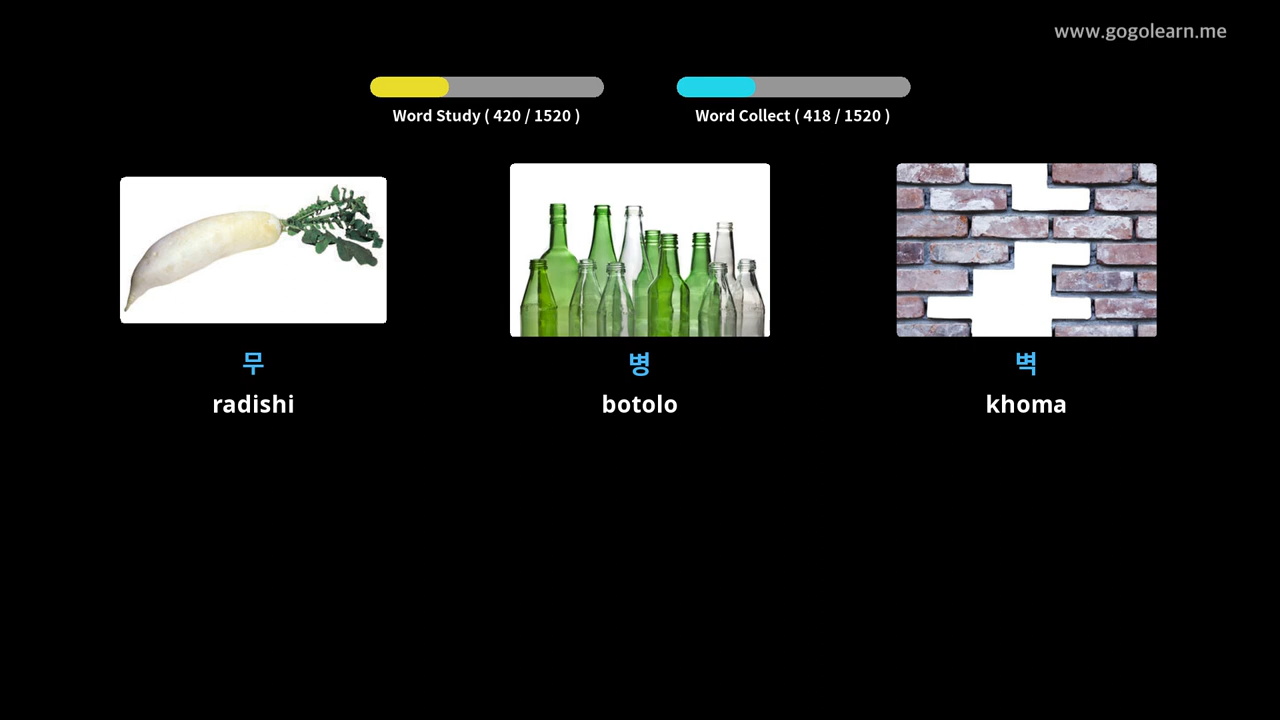 www.gogolearn.me
Word Study ( 420 / 1520 )
Word Collect ( 418 / 1520 )
무
병
벽
radishi
botolo
khoma